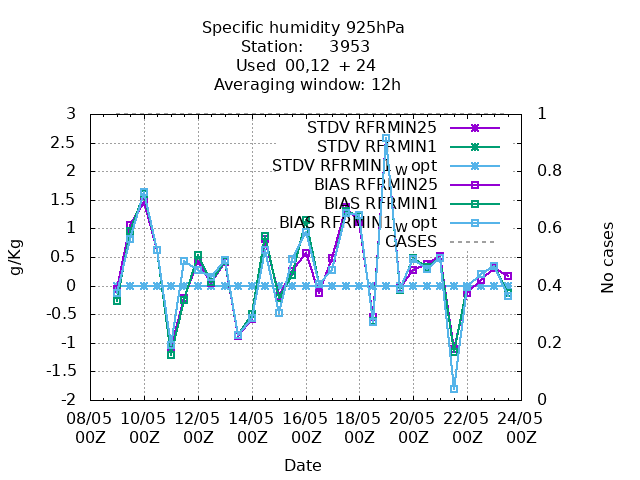 Specific humidity 925hPa
Station: 3953
Used 00,12 + 24
Averaging window: 12h
STDV RFRMIN25
STDV RFRMIN1
STDV RFRMIN1_w opt
BIAS RFRMIN25
BIAS RFRMIN1
BIAS RFRMIN1_w opt
CASES
g/Kg
3
2.5
2
1.5
1
0.5
0
-0.5
-1
-1.5
-2
1
0.8
0.6
0.4
0.2
0
No cases
08/05 10/05 12/05 14/05 16/05 18/05 20/05 22/05 24/05
00Z 00Z 00Z 00Z 00Z 00Z 00Z 00Z 00Z
Date